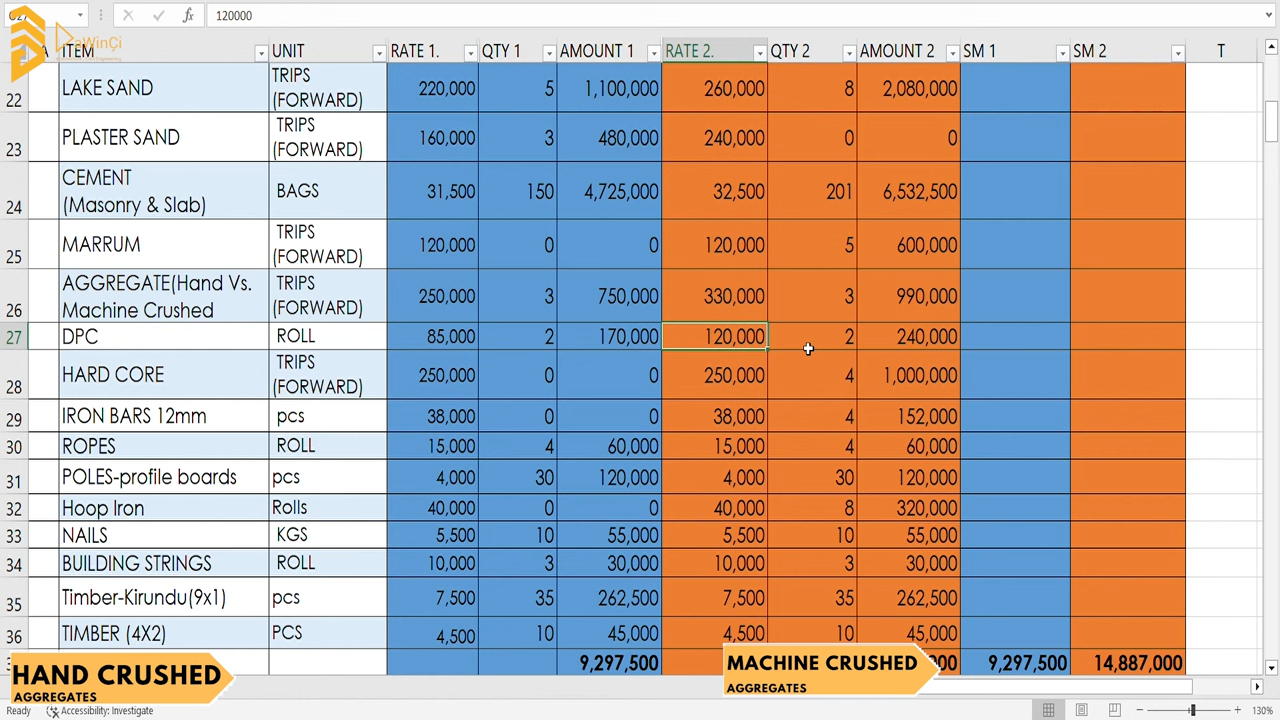 120000
aWinÇi
ITEM UNIT RATE 1. QTY 1 AMOUNT 1 RATE 2. QTY 2 AMOUNT 2 SM 1 SM 2 T
22 LAKE SAND TRIPS (FORWARD) 220,000 5 1,100,000 260,000 8 2,080,000
23 PLASTER SAND TRIPS (FORWARD) 160,000 3 480,000 240,000 0 0
24 CEMENT (Masonry & Slab) BAGS 31,500 150 4,725,000 32,500 201 6,532,500
25 MARRUM TRIPS (FORWARD) 120,000 0 0 120,000 5 600,000
26 AGGREGATE(Hand Vs. Machine Crushed TRIPS (FORWARD) 250,000 3 750,000 330,000 3 990,000
27 DPC ROLL 85,000 2 170,000 120,000 2 240,000
28 HARD CORE TRIPS (FORWARD) 250,000 0 0 250,000 4 1,000,000
29 IRON BARS 12mm pcs 38,000 0 0 38,000 4 152,000
30 ROPES ROLL 15,000 4 60,000 15,000 4 60,000
31 POLES-profile boards pcs 4,000 30 120,000 4,000 30 120,000
32 Hoop Iron Rolls 40,000 0 0 40,000 8 320,000
33 NAILS KGS 5,500 10 55,000 5,500 10 55,000
34 BUILDING STRINGS ROLL 10,000 3 30,000 10,000 3 30,000
35 Timber-Kirundu(9x1) pcs 7,500 35 262,500 7,500 35 262,500
36 TIMBER (4X2) PCS 4,500 10 45,000 4,500 10 45,000
9,297,500 9,297,500 14,887,000
HAND CRUSHED
AGGREGATES
MACHINE CRUSHED
AGGREGATES
Ready Accessibility: Investigate 130%